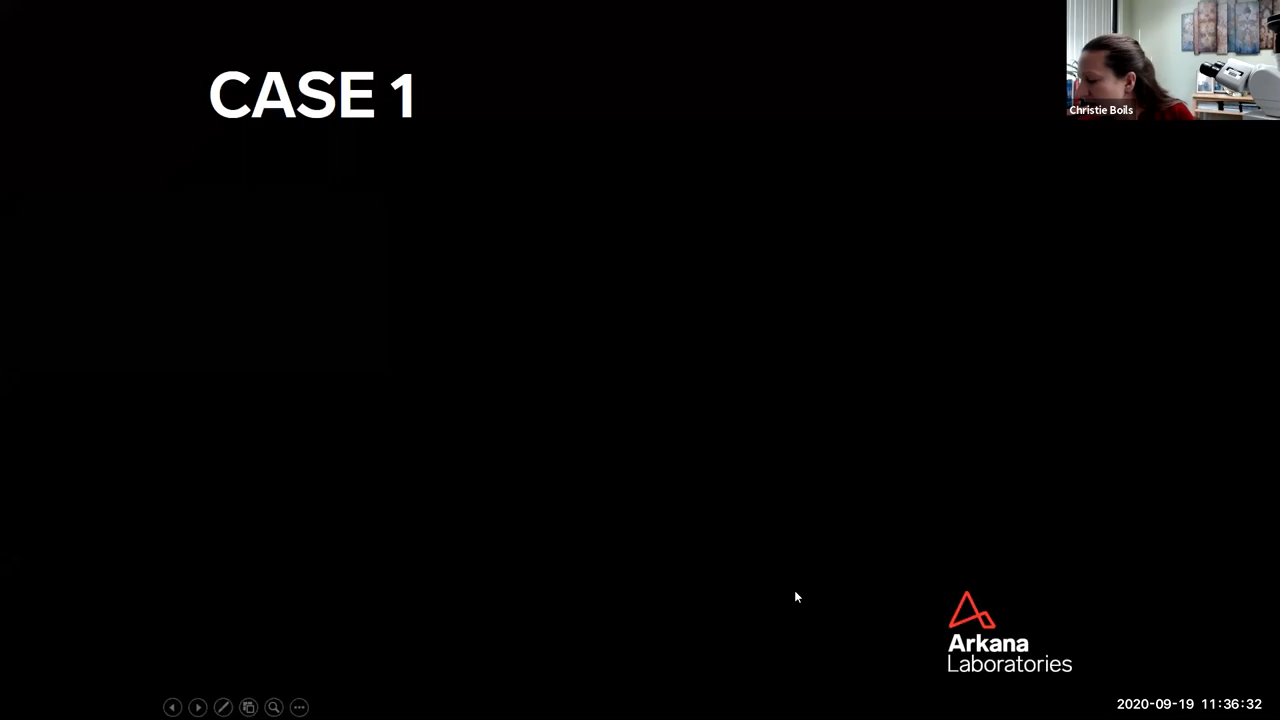 CASE 1
Christie Boils
Arkana
Laboratories
2020-09-19 11:36:32